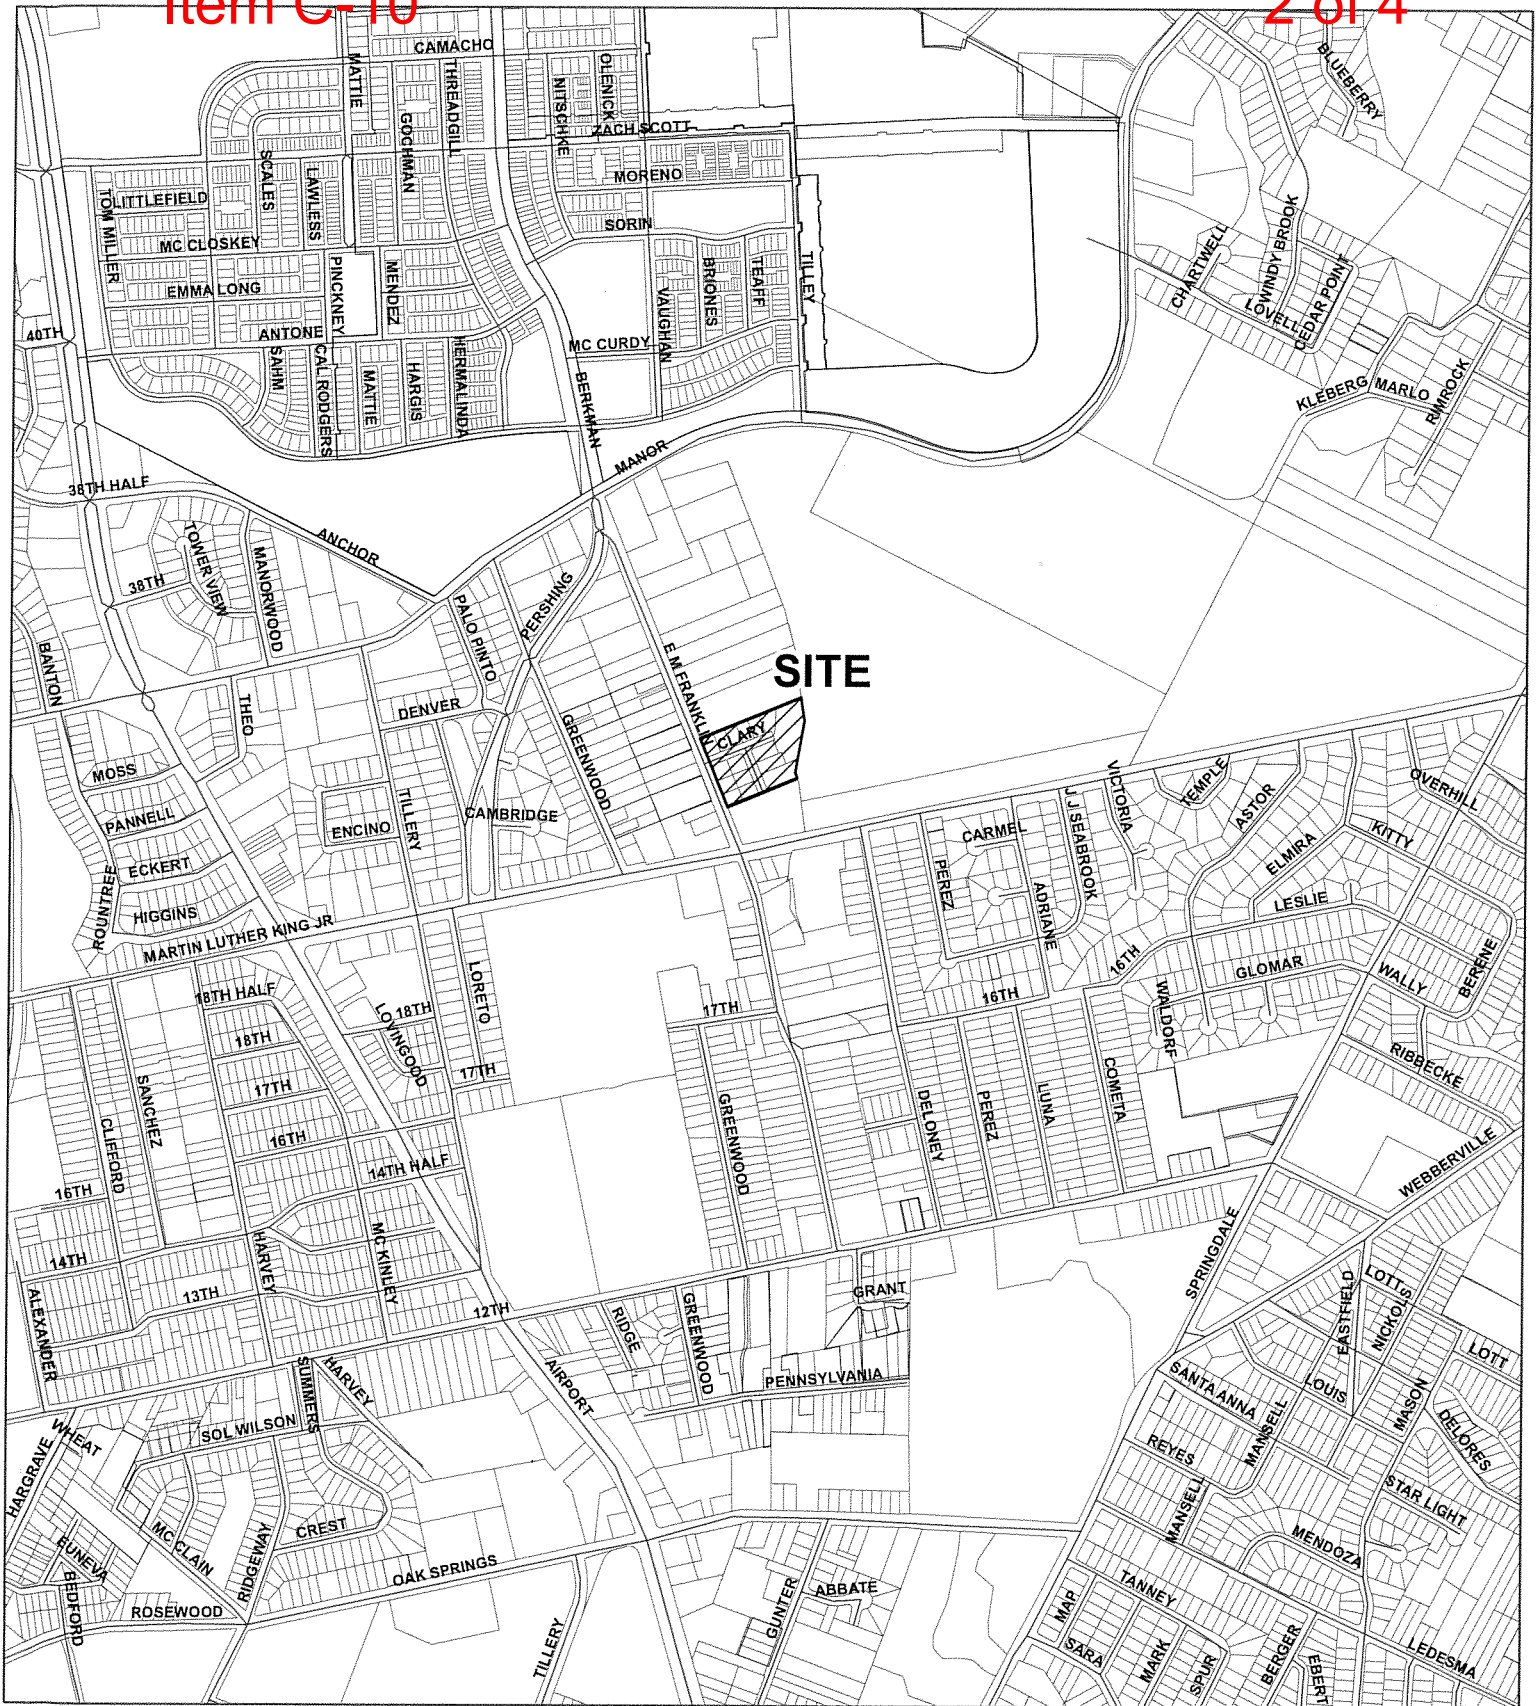 Item C-10
2 of 4
CAMACHO
MATTIE
THREADGILL
GOCHMAN
NITSCHKE
OLENICK
BLUEBERRY
ZACH SCOTT
MORENO
SCALES
LAWLESS
LITTLEFIELD
TOM MILLER
MC CLOSKEY
SORIN
EMMA LONG
PINCKNEY
MENDEZ
VAUGHAN
BRIONES
TEAFF
TILLEY
CHARTWELL
WINDY BROOK
LOVELL
CEDAR POINT
40TH
ANTONE
MC CURDY
SAHM
CAL RODGERS
MATTIE
HARGIS
HERMALINDA
BERKMAN
KLEBERG
MARLO
RIMROCK
MANOR
38TH HALF
ANCHOR
TOWER VIEW
MANORWOOD
38TH
PALO PINTO
PERSHING
BANTON
E M FRANKLIN
SITE
THEO
DENVER
GREENWOOD
CLARY
MOSS
PANNELL
ENCINO
TILLERY
CAMBRIDGE
VICTORIA
TEMPLE
ASTOR
OVERHILL
J J SEABROOK
CARMEL
KITTY
ELMIRA
ECKERT
ROUNTREE
HIGGINS
PEREZ
ADRIANE
LESLIE
MARTIN LUTHER KING JR
LORETO
16TH
GLOMAR
WALLY
BERENE
18TH HALF
18TH
LOVINGOOD
18TH
17TH
16TH
WALDORF
17TH
17TH
RIBBECKE
SANCHEZ
CLIFFORD
16TH
GREENWOOD
DELONEY
PEREZ
LUNA
COMETA
14TH HALF
WEBBERVILLE
16TH
14TH
HARVEY
MC KINLEY
SPRINGDALE
13TH
ALEXANDER
12TH
RIDGE
GREENWOOD
GRANT
EASTFIELD
LOTT
NICKOLS
LOTT
SUMMERS
HARVEY
AIRPORT
PENNSYLVANIA
SANTA ANNA
LOUIS
MASON
MANSELL
DELORES
WHEAT
SOL WILSON
HARGRAVE
REYES
MANSELL
STAR LIGHT
MC CLAIN
RIDGEWAY
CREST
MENDOZA
EUNEVA
BEDFORD
OAK SPRINGS
ROSEWOOD
TILLERY
GUNTER
ABBATE
TANNEY
MAP
SARA
MARK
SPUR
BERGER
EBERT
LEDESMA